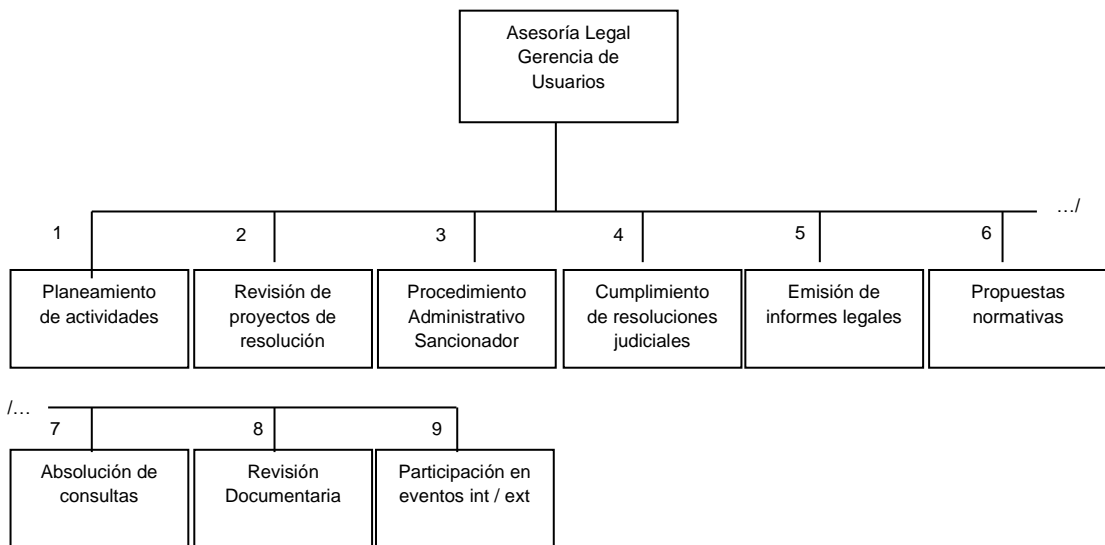 Asesoría Legal
Gerencia de
Usuarios
…/
1
2
3
4
5
6
Planeamiento
de actividades
Revisión de
proyectos de
resolución
Procedimiento
Administrativo
Sancionador
Cumplimiento
de resoluciones
judiciales
Emisión de
informes legales
Propuestas
normativas
/…
7
8
9
Absolución de
consultas
Revisión
Documentaria
Participación en
eventos int / ext